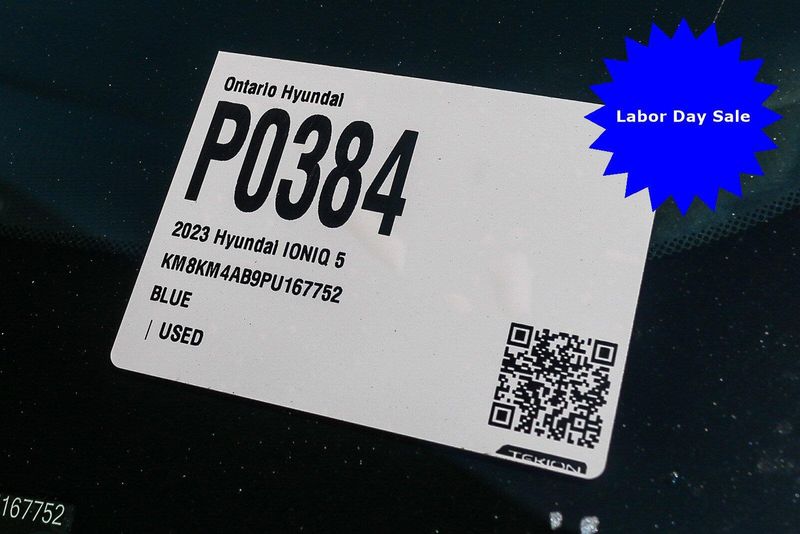 Ontario Hyundai
P0384
2023 Hyundai IONIQ 5
KM8KM4AB9PU167752
BLUE
| USED
TEKION
167752
Labor Day Sale